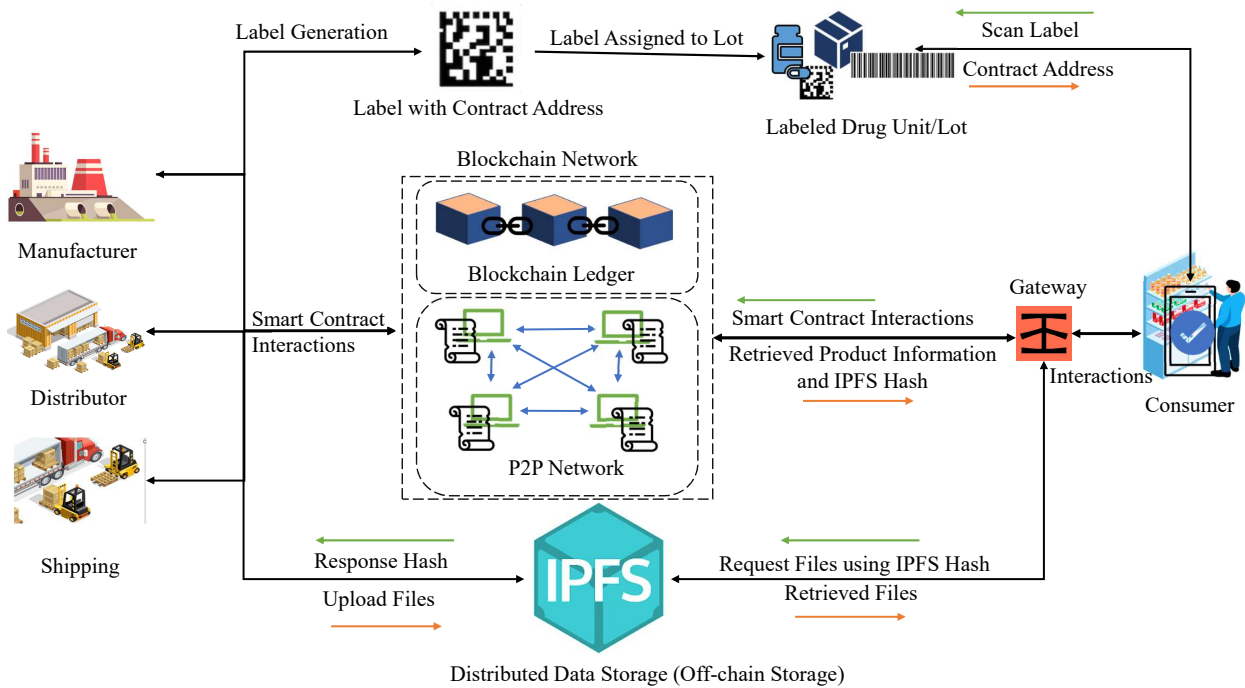 Label Generation
Label Assigned to Lot
Scan Label
Contract Address
Label with Contract Address
Labeled Drug Unit/Lot
Blockchain Network
Manufacturer
Blockchain Ledger
Gateway
Smart Contract
Interactions
Smart Contract Interactions
Retrieved Product Information
and IPFS Hash
Interactions
Distributor
Consumer
P2P Network
Shipping
Response Hash
Upload Files
IPFS
Request Files using IPFS Hash
Retrieved Files
Distributed Data Storage (Off-chain Storage)